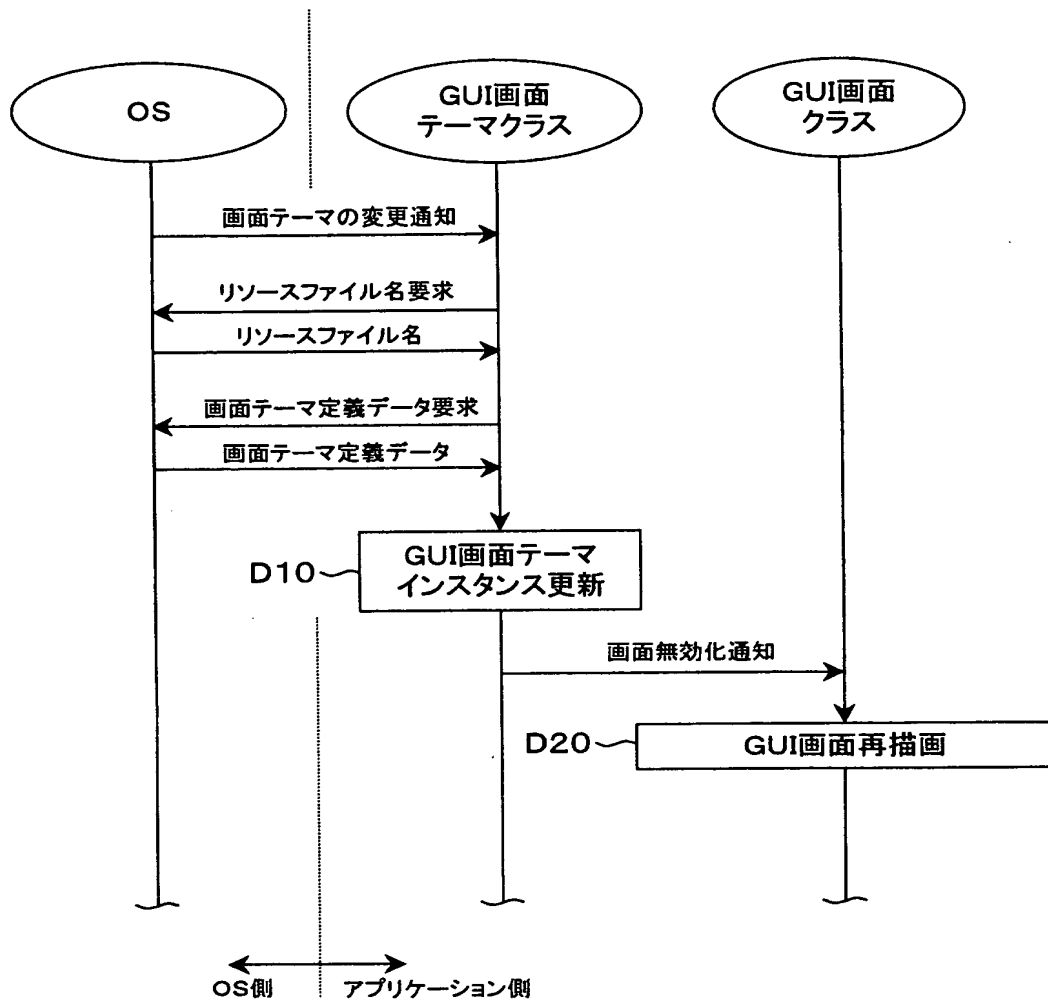 OS
GUI画面
テーマクラス
GUI画面
クラス
画面テーマの変更通知
リソースファイル名要求
リソースファイル名
画面テーマ定義データ要求
画面テーマ定義データ
D10
GUI画面テーマ
インスタンス更新
画面無効化通知
D20
GUI画面再描画
OS側
アプリケーション側